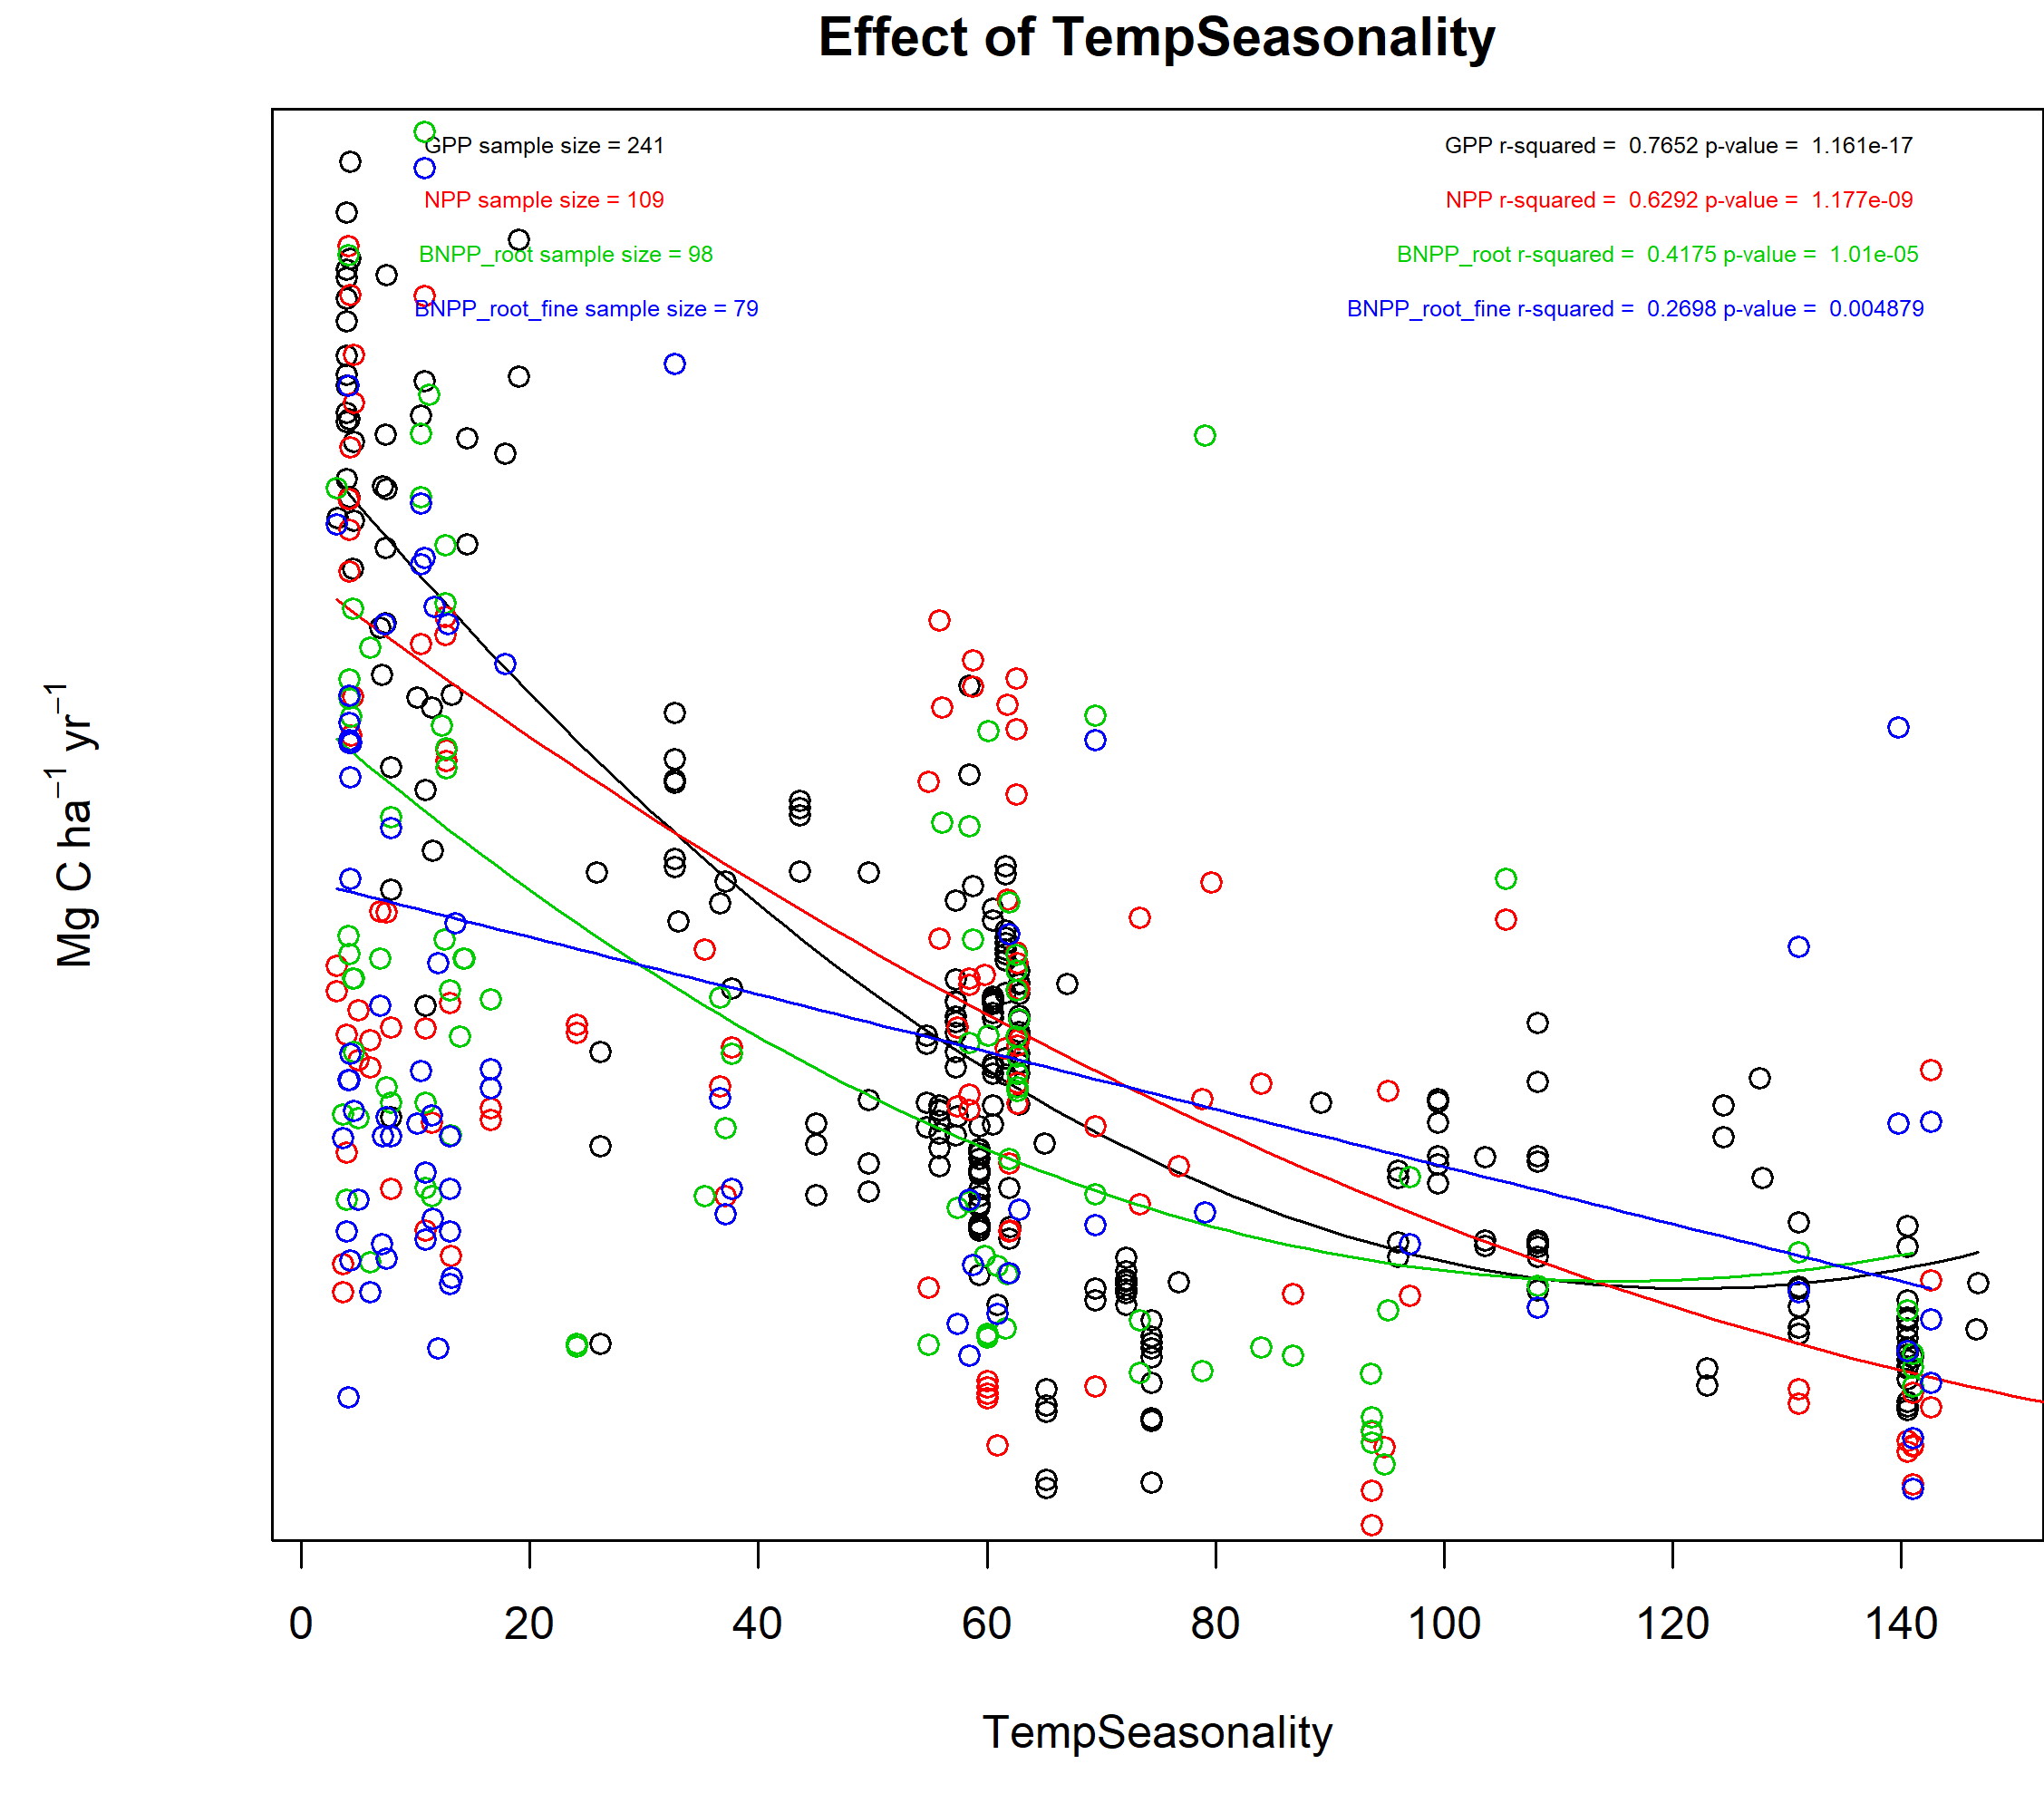 Effect of TempSeasonality
GPP sample size = 241
GPP r-squared = 0.7652 p-value = 1.161e-17
NPP sample size = 109
NPP r-squared = 0.6292 p-value = 1.177e-09
BNPP_root sample size = 98
BNPP_root r-squared = 0.4175 p-value = 1.01e-05
BNPP_root_fine sample size = 79
BNPP_root_fine r-squared = 0.2698 p-value = 0.004879
Mg C ha⁻¹ yr⁻¹
0 20 40 60 80 100 120 140
TempSeasonality